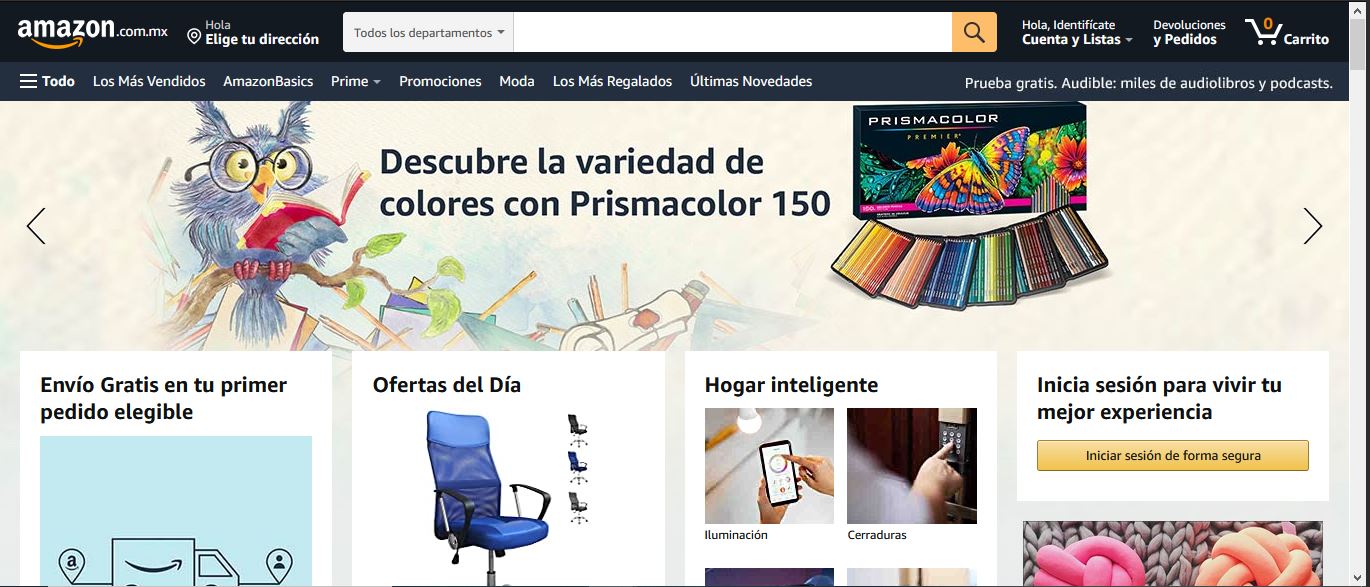 amazon.com.mx
Hola
Elige tu dirección
Todos los departamentos
Hola, Identifícate
Cuenta y Listas
Devoluciones
y Pedidos
0
Carrito
Todo
Los Más Vendidos
AmazonBasics
Prime
Promociones
Moda
Los Más Regalados
Últimas Novedades
Prueba gratis. Audible: miles de audiolibros y podcasts.
Descubre la variedad de
colores con Prismacolor 150
PRISMACOLOR
PREMIER
Envío Gratis en tu primer
pedido elegible
a
Ofertas del Día
Hogar inteligente
Iluminación
Cerraduras
Inicia sesión para vivir tu
mejor experiencia
Iniciar sesión de forma segura